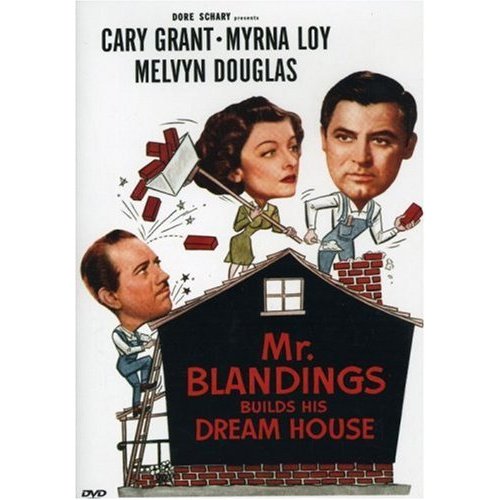 DORE SCHARY presents
CARY GRANT · MYRNA LOY
MELVYN DOUGLAS
Mr.
BLANDINGS
BUILDS HIS
DREAM HOUSE
DVD